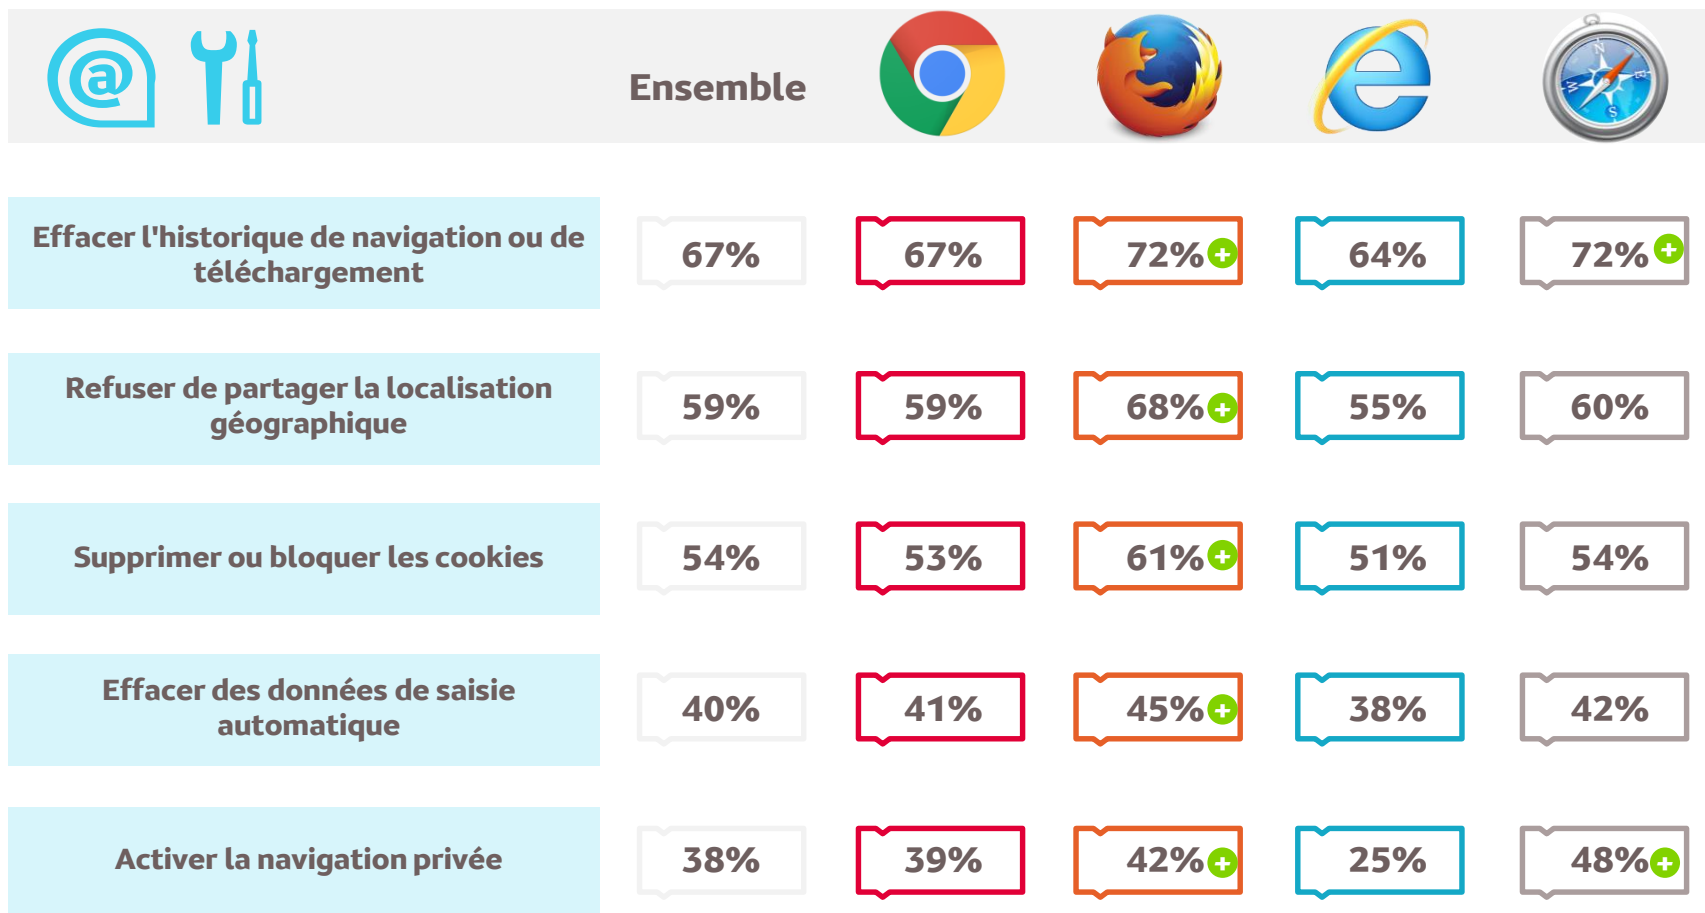 @
Ensemble
Effacer l'historique de navigation ou de
téléchargement
67%
67%
72% +
64%
72% +
Refuser de partager la localisation
géographique
59%
59%
68% +
55%
60%
Supprimer ou bloquer les cookies
54%
53%
61% +
51%
54%
Effacer des données de saisie
automatique
40%
41%
45% +
38%
42%
Activer la navigation privée
38%
39%
42% +
25%
48% +